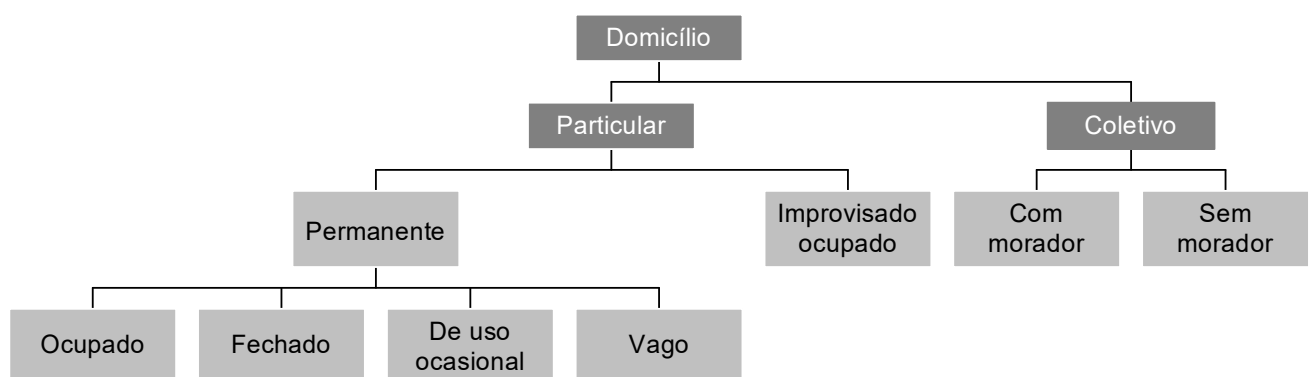 Domicílio
Particular
Coletivo
Permanente
Improvisado
ocupado
Com
morador
Sem
morador
Ocupado
Fechado
De uso
ocasional
Vago